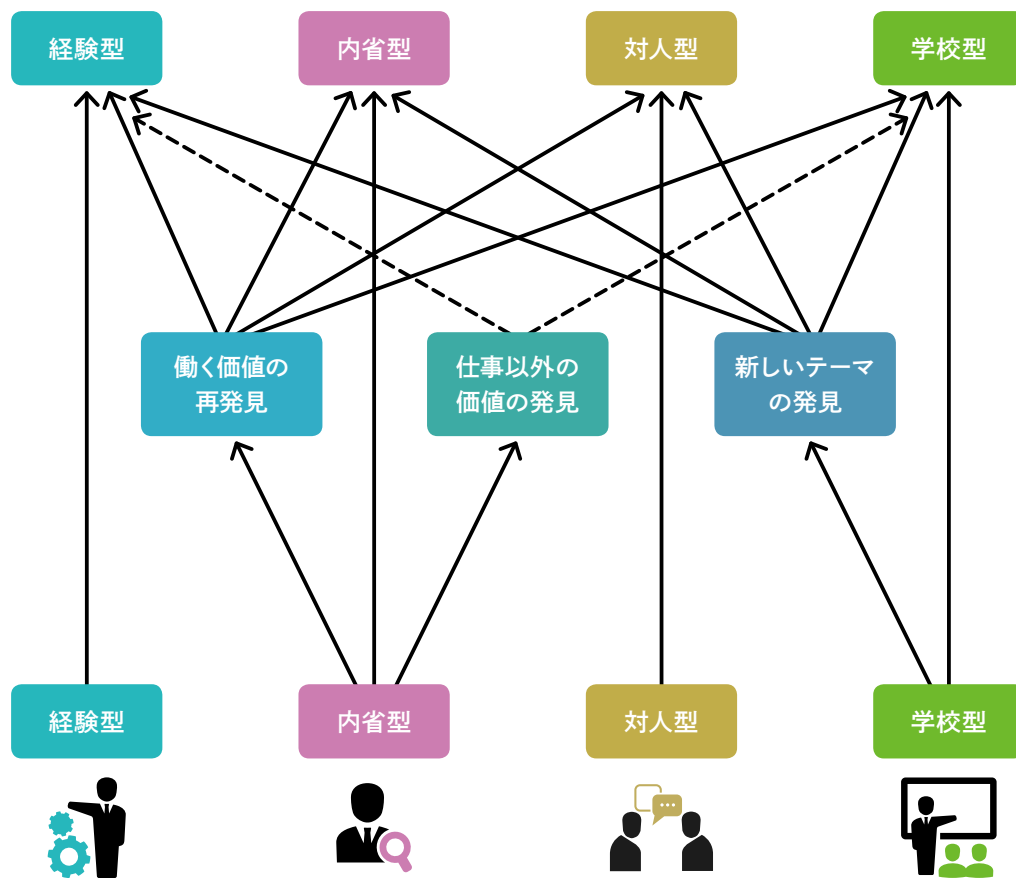 経験型
内省型
対人型
学校型
働く価値の
再発見
仕事以外の
価値の発見
新しいテーマ
の発見
経験型
内省型
対人型
学校型